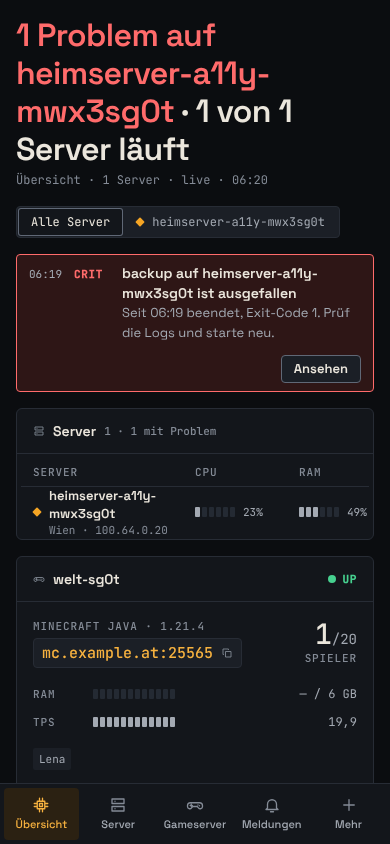 1 Problem auf
heimserver-a11y-
mwx3sg0t · 1 von 1
Server läuft
Übersicht · 1 Server · live · 06:20
Alle Server
heimserver-a11y-mwx3sg0t
06:19 CRIT
backup auf heimserver-a11y-
mwx3sg0t ist ausgefallen
Seit 06:19 beendet, Exit-Code 1. Prüf
die Logs und starte neu.
Ansehen
Server 1 · 1 mit Problem
SERVER CPU RAM
heimserver-a11y-
mwx3sg0t
23% 49%
Wien · 100.64.0.20
welt-sg0t UP
MINECRAFT JAVA · 1.21.4
mc.example.at:25565
1/20
SPIELER
RAM — / 6 GB
TPS 19,9
Lena
Übersicht Server Gameserver Meldungen Mehr